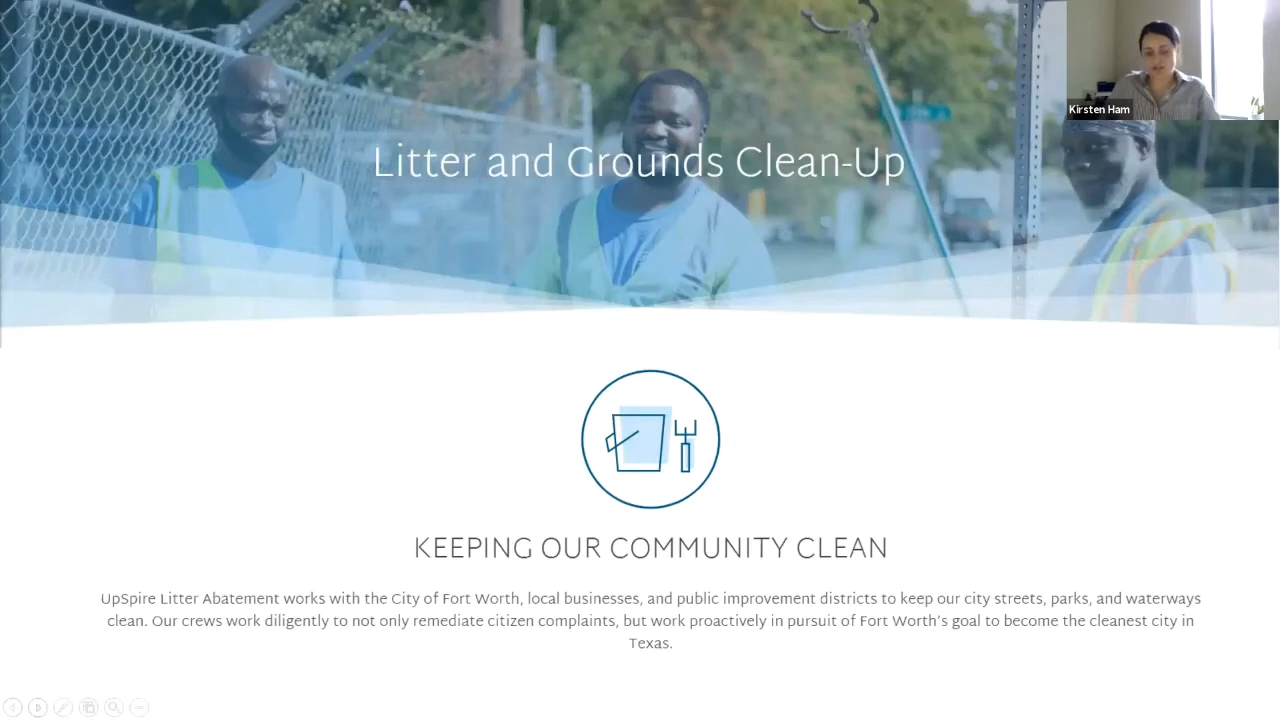 Kirsten Ham
Litter and Grounds Clean-Up
KEEPING OUR COMMUNITY CLEAN
UpSpire Litter Abatement works with the City of Fort Worth, local businesses, and public improvement districts to keep our city streets, parks, and waterways
clean. Our crews work diligently to not only remediate citizen complaints, but work proactively in pursuit of Fort Worth's goal to become the cleanest city in
Texas.